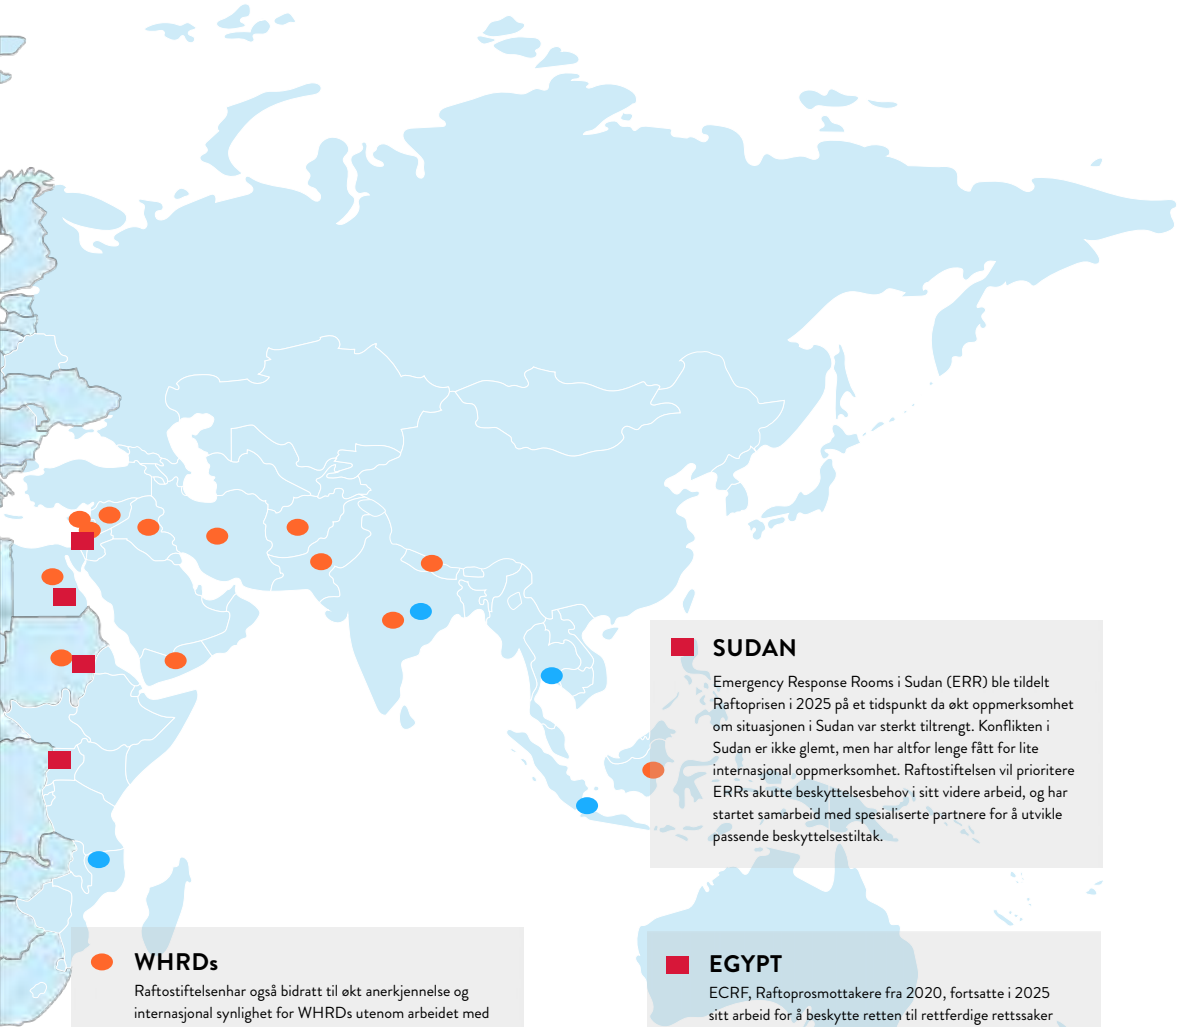 SUDAN
Emergency Response Rooms i Sudan (ERR) ble tildelt
Raftoprisen i 2025 på et tidspunkt da økt oppmerksomhet
om situasjonen i Sudan var sterkt tiltrengt. Konflikten i
Sudan er ikke glemt, men har altfor lenge fått for lite
internasjonal oppmerksomhet. Raftostiftelsen vil prioritere
ERRs akutte beskyttelsesbehov i sitt videre arbeid, og har
startet samarbeid med spesialiserte partnere for å utvikle
passende beskyttelsestiltak.
WHRDs
Raftostiftelsenhar også bidratt til økt anerkjennelse og
internasjonal synlighet for WHRDs utenom arbeidet med
EGYPT
ECRF, Raftoprosmottakere fra 2020, fortsatte i 2025
sitt arbeid for å beskytte retten til rettferdige rettssaker